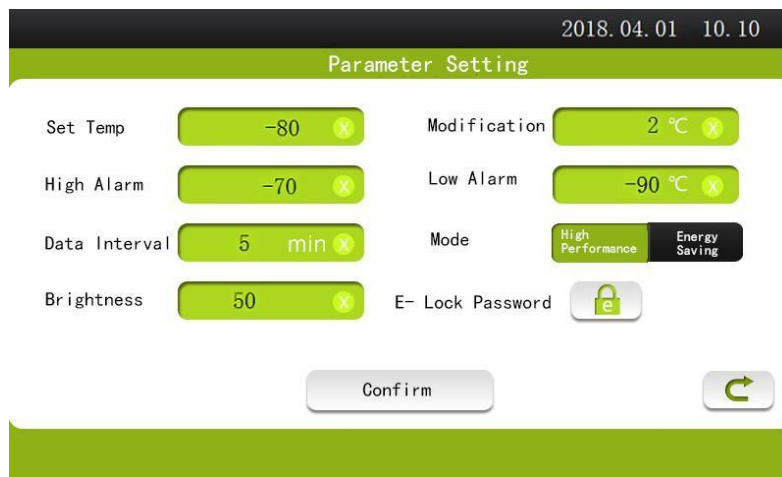 2018.04.01 10.10
Parameter Setting
Set Temp -80 X Modification 2 ℃ X
High Alarm -70 X Low Alarm -90 ℃ X
Data Interval 5 min X Mode High Performance Energy Saving
Brightness 50 X E- Lock Password e
Confirm